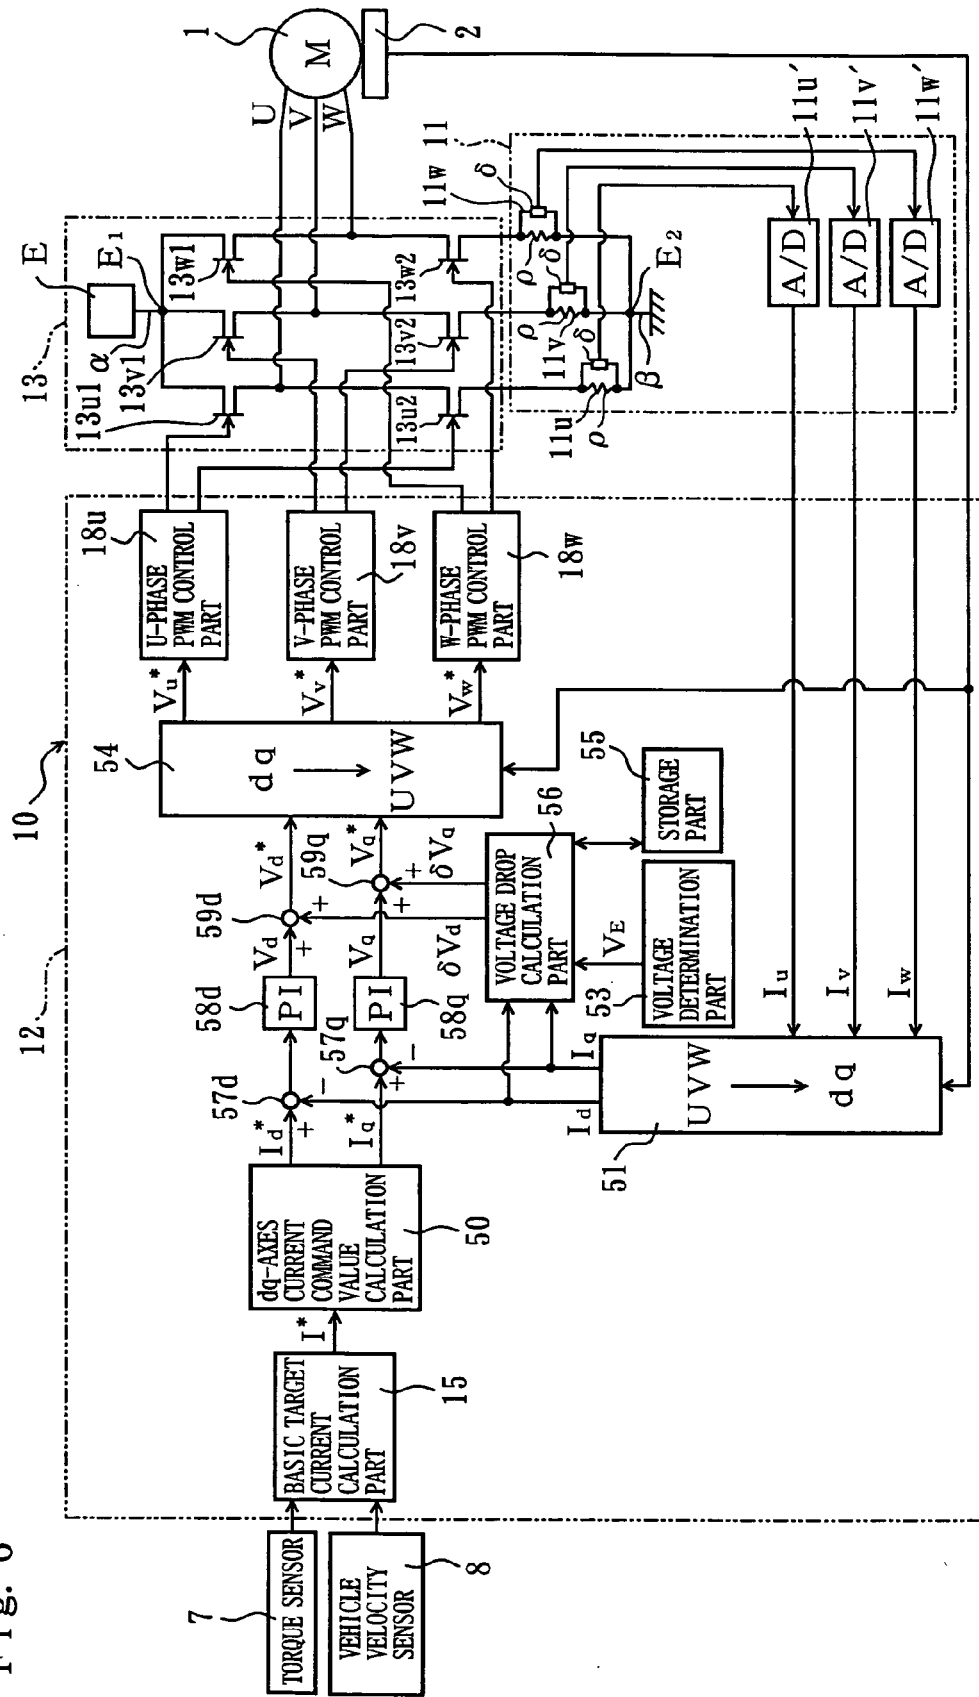 Fig. 6
10
12
7
TORQUE SENSOR
VEHICLE
VELOCITY
SENSOR
8
BASIC TARGET
CURRENT
CALCULATION
PART
15
I*
dq-AXES
CURRENT
COMMAND
VALUE
CALCULATION
PART
50
Id*
Iq*
57d
57q
+
−
+
−
58d
PI
PI
58q
Vd
Vq
59d
59q
+
+
+
+
Vd*
Vq*
δVd
δVq
VOLTAGE DROP
CALCULATION
PART
56
VE
53
VOLTAGE
DETERMINATION
PART
55
STORAGE
PART
54
dq
UVW
Vu*
Vv*
Vw*
18u
U-PHASE
PWM CONTROL
PART
V-PHASE
PWM CONTROL
PART
18v
W-PHASE
PWM CONTROL
PART
18w
51
UVW
dq
Id
Iq
Iu
Iv
Iw
13
E
α
E1
13u1
13v1
13w1
13u2
13v2
13w2
U
V
W
1
M
2
11
11u
11v
11w
ρ
ρ
ρ
δ
δ
δ
β
E2
A/D
A/D
A/D
11u′
11v′
11w′